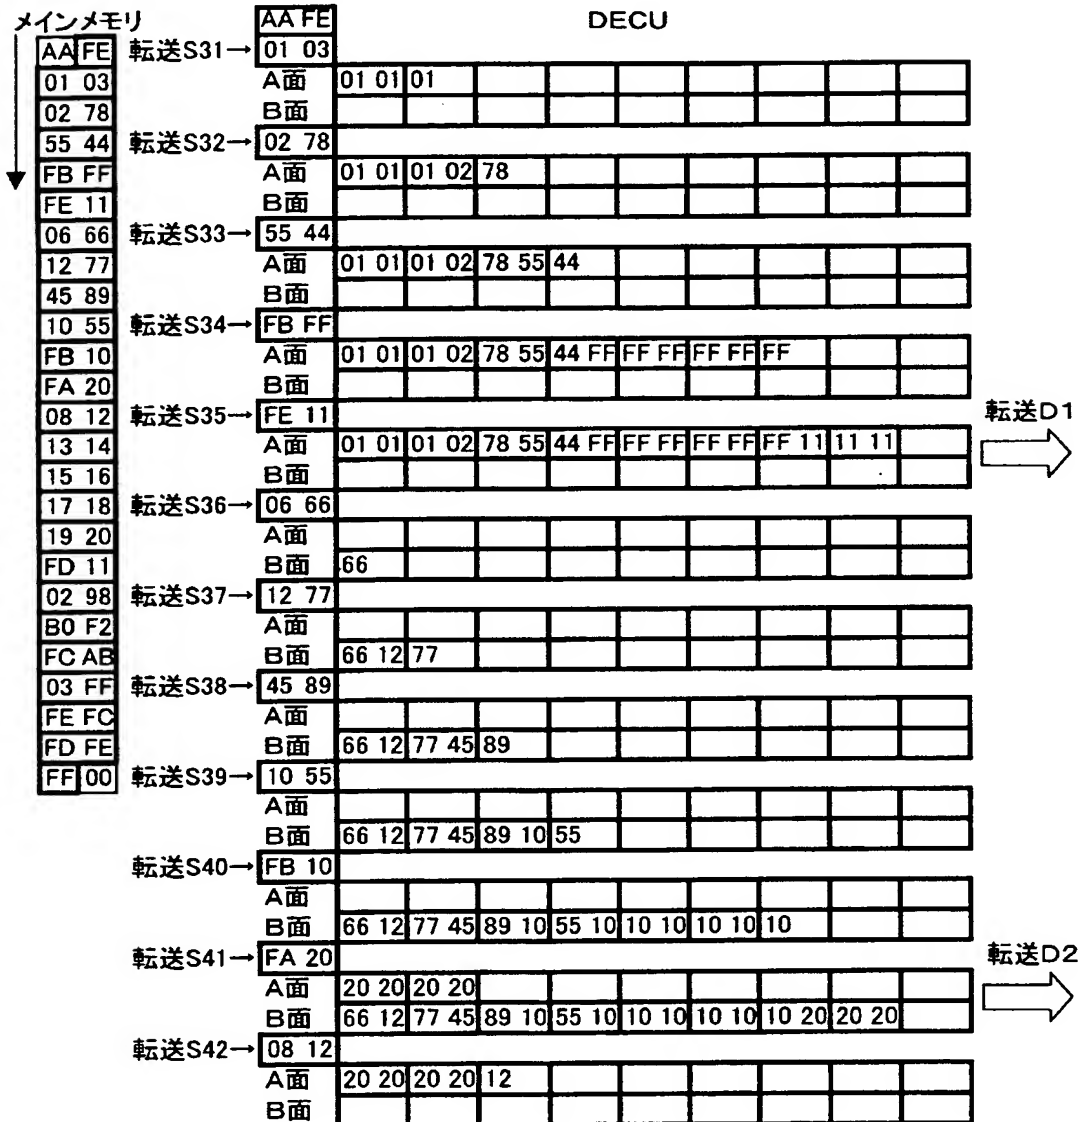 メインメモリ
AA FE
01 03
02 78
55 44
FB FF
FE 11
06 66
12 77
45 89
10 55
FB 10
FA 20
08 12
13 14
15 16
17 18
19 20
FD 11
02 98
B0 F2
FC AB
03 FF
FE FC
FD FE
FF 00
DECU
AA FE
転送S31→ 01 03
A面 01 01 01
B面
転送S32→ 02 78
A面 01 01 01 02 78
B面
転送S33→ 55 44
A面 01 01 01 02 78 55 44
B面
転送S34→ FB FF
A面 01 01 01 02 78 55 44 FF FF FF FF FF FF
B面
転送S35→ FE 11
転送D1
A面 01 01 01 02 78 55 44 FF FF FF FF FF FF 11 11 11
B面
転送S36→ 06 66
A面
B面 66
転送S37→ 12 77
A面
B面 66 12 77
転送S38→ 45 89
A面
B面 66 12 77 45 89
転送S39→ 10 55
A面
B面 66 12 77 45 89 10 55
転送S40→ FB 10
A面
B面 66 12 77 45 89 10 55 10 10 10 10 10 10
転送S41→ FA 20
転送D2
A面 20 20 20 20
B面 66 12 77 45 89 10 55 10 10 10 10 10 10 20 20 20
転送S42→ 08 12
A面 20 20 20 20 12
B面